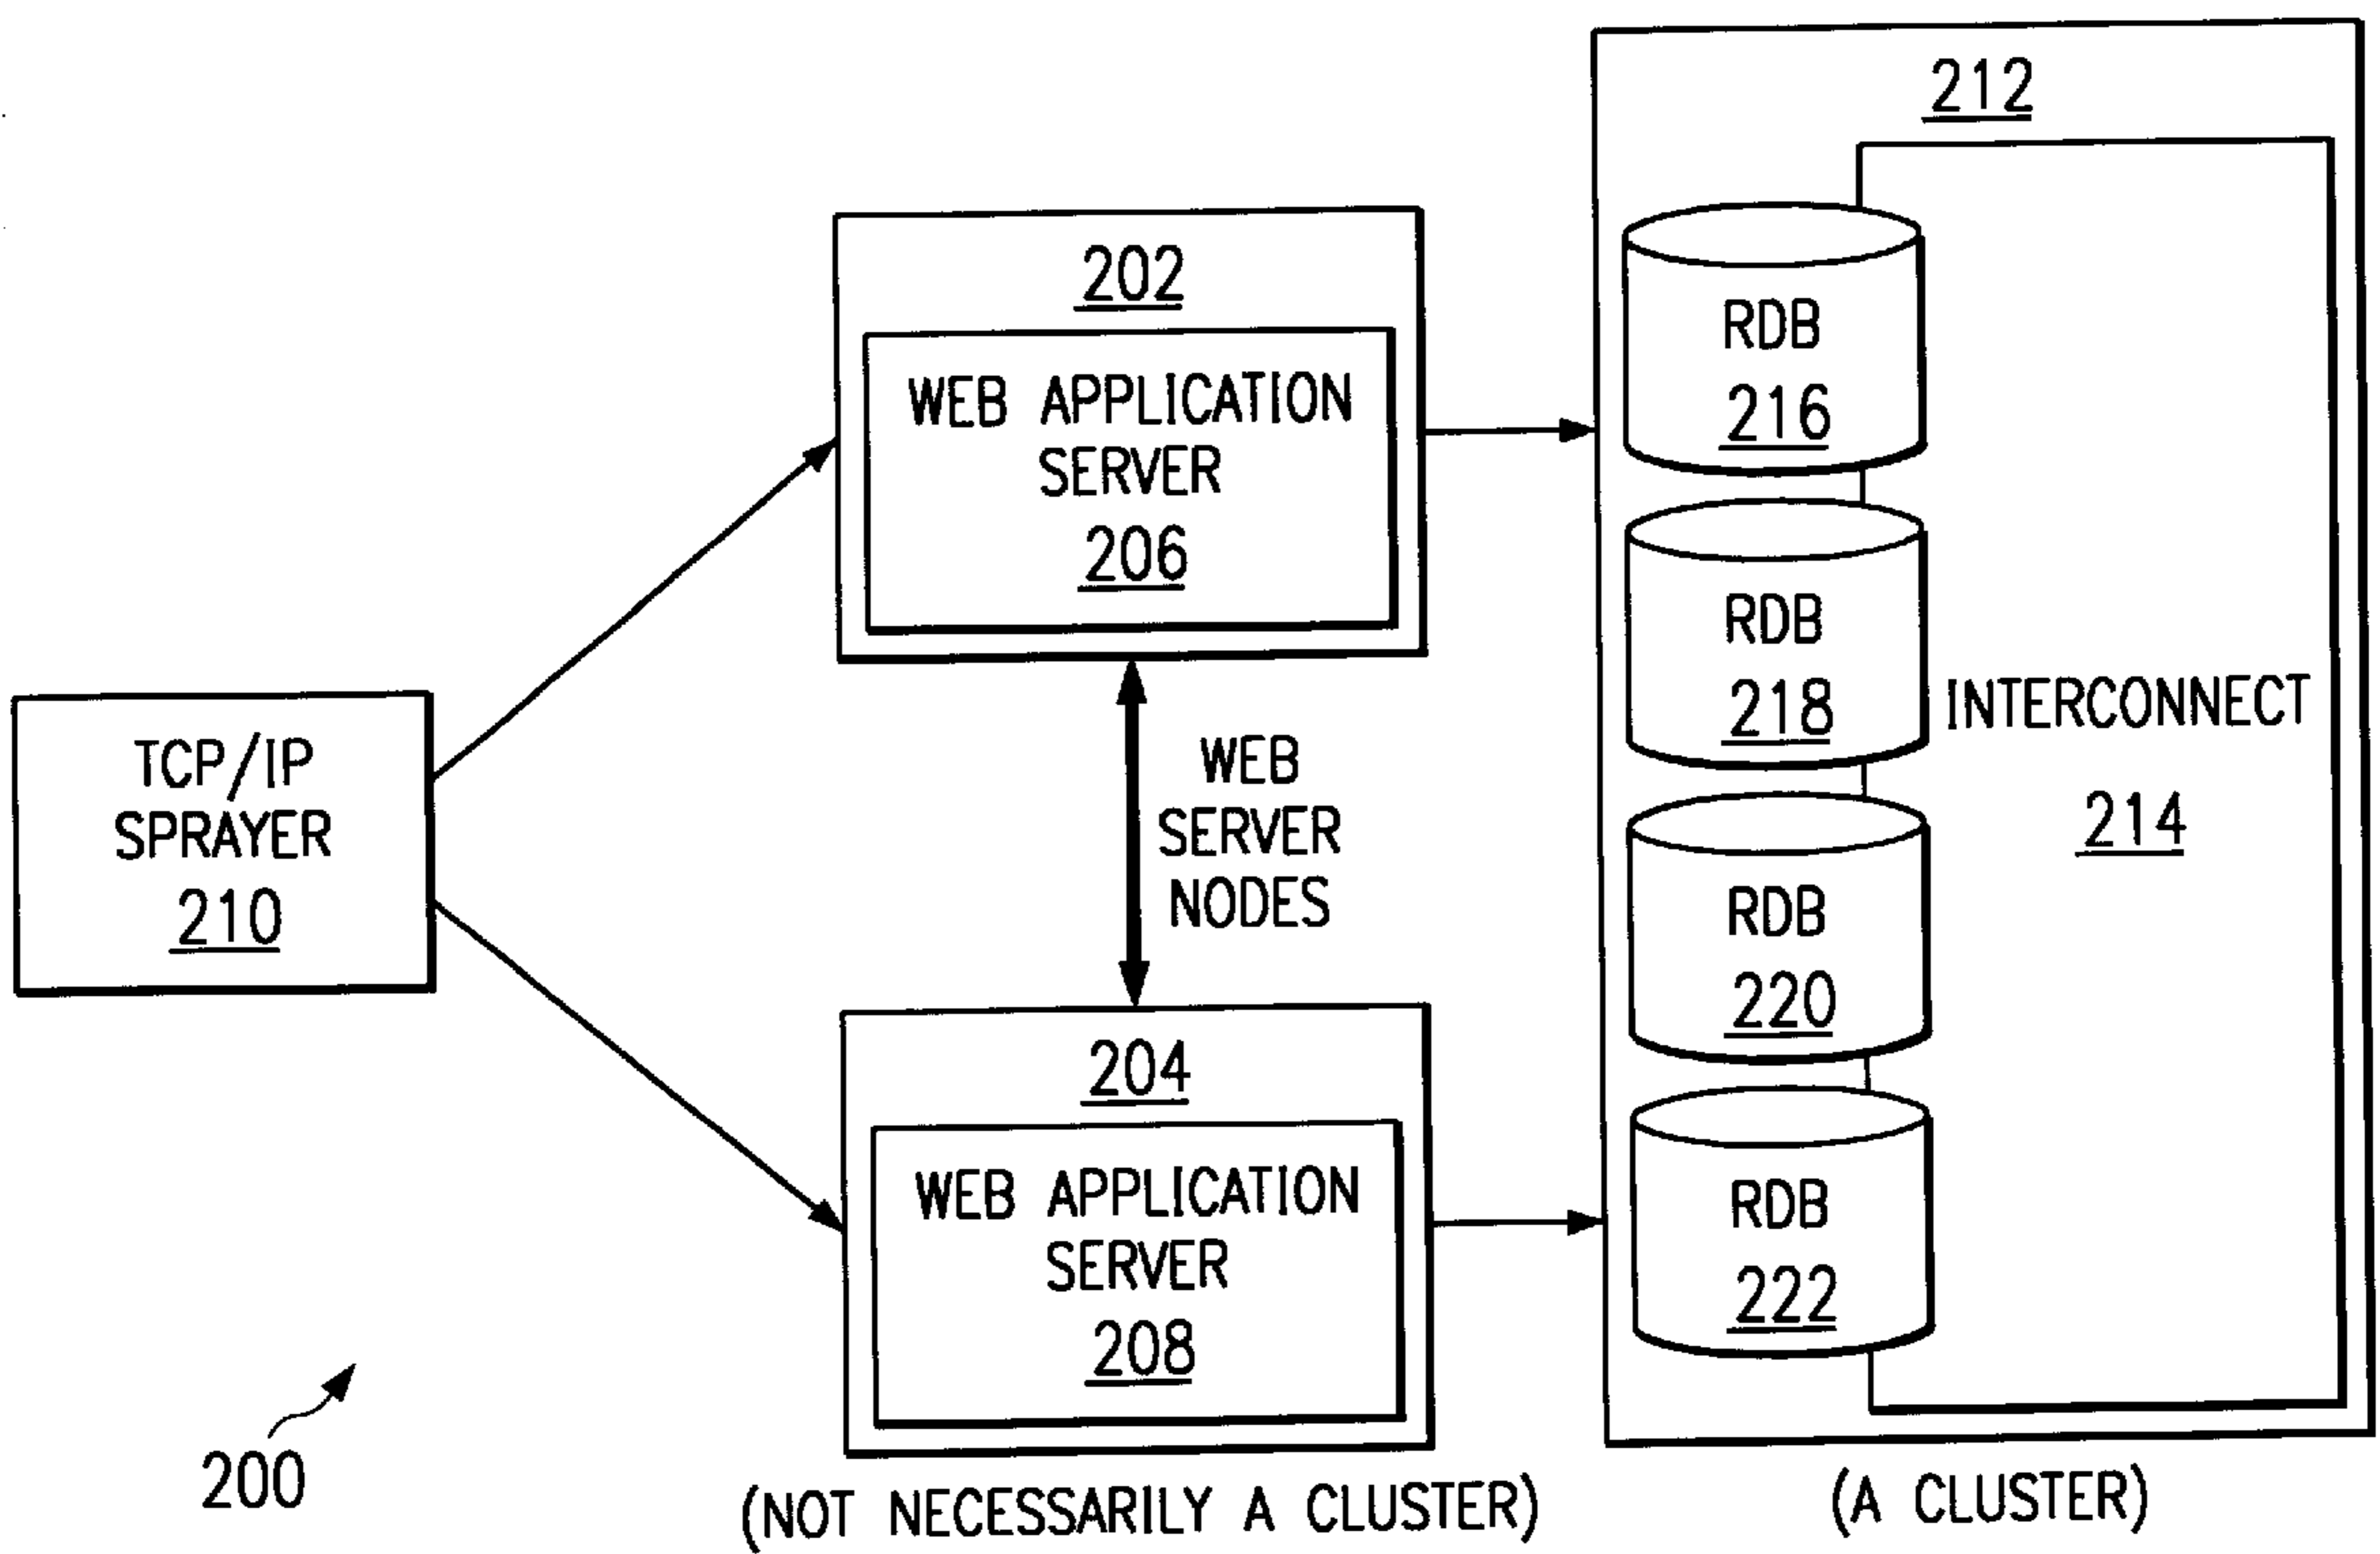 TCP/IP
SPRAYER
210
200
202
WEB APPLICATION
SERVER
206
WEB
SERVER
NODES
204
WEB APPLICATION
SERVER
208
(NOT NECESSARILY A CLUSTER)
212
RDB
216
RDB
218
INTERCONNECT
214
RDB
220
RDB
222
(A CLUSTER)